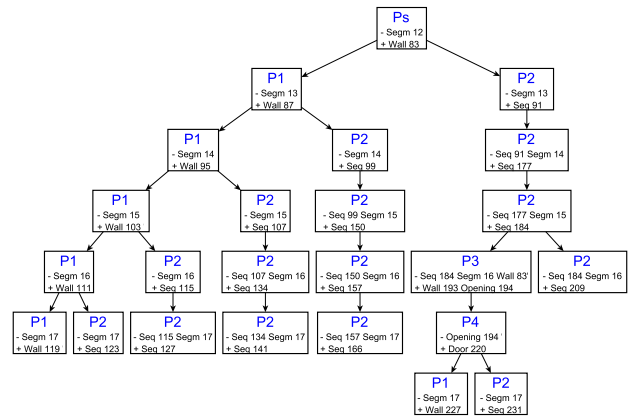 Ps
- Segm 12
+ Wall 83
P1
- Segm 13
+ Wall 87
P2
- Segm 13
+ Seq 91
P1
- Segm 14
+ Wall 95
P2
- Segm 14
+ Seq 99
P2
- Seq 91 Segm 14
+ Seq 177
P1
- Segm 15
+ Wall 103
P2
- Segm 15
+ Seq 107
P2
- Seq 99 Segm 15
+ Seq 150
P2
- Seq 177 Segm 15
+ Seq 184
P1
- Segm 16
+ Wall 111
P2
- Segm 16
+ Seq 115
P2
- Seq 107 Segm 16
+ Seq 134
P2
- Seq 150 Segm 16
+ Seq 157
P3
- Seq 184 Segm 16 Wall 83'
+ Wall 193 Opening 194
P2
- Seq 184 Segm 16
+ Seq 209
P1
- Segm 17
+ Wall 119
P2
- Segm 17
+ Seq 123
P2
- Seq 115 Segm 17
+ Seq 127
P2
- Seq 134 Segm 17
+ Seq 141
P2
- Seq 157 Segm 17
+ Seq 166
P4
- Opening 194 '
+ Door 220
P1
- Segm 17
+ Wall 227
P2
- Segm 17
+ Seq 231